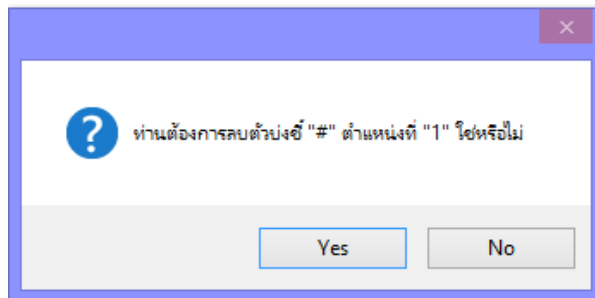 ท่านต้องการลบตัวบ่งชี้ "#" ตำแหน่งที่ "1" ใช่หรือไม่
Yes
No